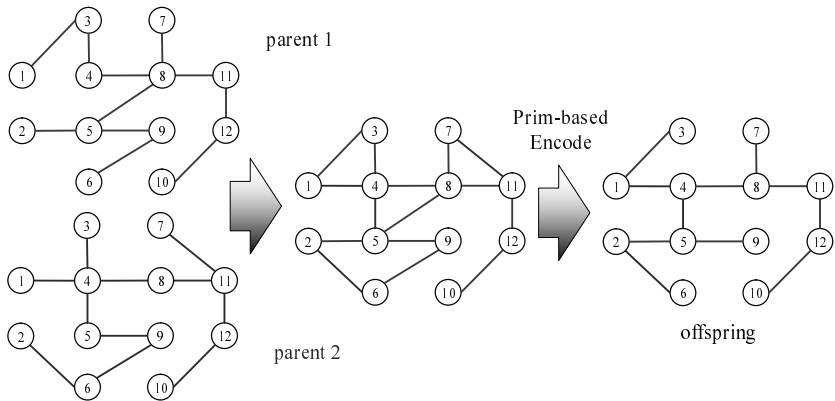 3 7
parent 1
1 4 8 11
2 5 9 12
6 10
Prim-based
Encode
3 7
1 4 8 11
2 5 9 12
6 10
3 7
1 4 8 11
2 5 9 12
6 10
offspring
3 7
1 4 8 11
2 5 9 12
parent 2
6 10